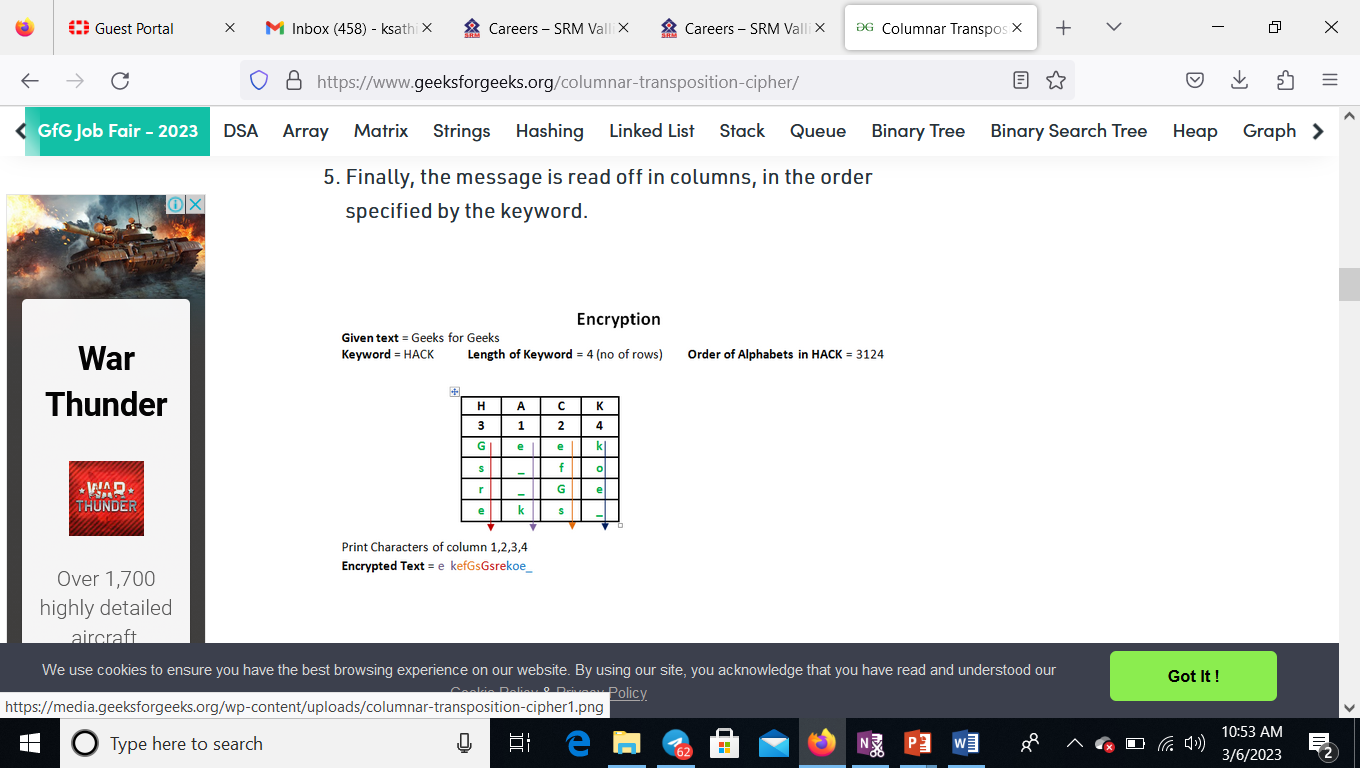 Guest Portal
Inbox (458) - ksathi
Careers – SRM Valli
Careers – SRM Valli
Columnar Transpos
https://www.geeksforgeeks.org/columnar-transposition-cipher/
GfG Job Fair - 2023 DSA Array Matrix Strings Hashing Linked List Stack Queue Binary Tree Binary Search Tree Heap Graph
5. Finally, the message is read off in columns, in the order
specified by the keyword.
War
Thunder
WAR
THUNDER
Over 1,700
highly detailed
aircraft
Encryption
Given text = Geeks for Geeks
Keyword = HACK Length of Keyword = 4 (no of rows) Order of Alphabets in HACK = 3124
H A C K
3 1 2 4
G e e k
s _ f o
r _ G e
e k s _
Print Characters of column 1,2,3,4
Encrypted Text = e  kefGsGsrekoe_
We use cookies to ensure you have the best browsing experience on our website. By using our site, you acknowledge that you have read and understood our
Cookie Policy & Privacy Policy
Got It !
https://media.geeksforgeeks.org/wp-content/uploads/columnar-transposition-cipher1.png
Type here to search
62
10:53 AM
3/6/2023
2